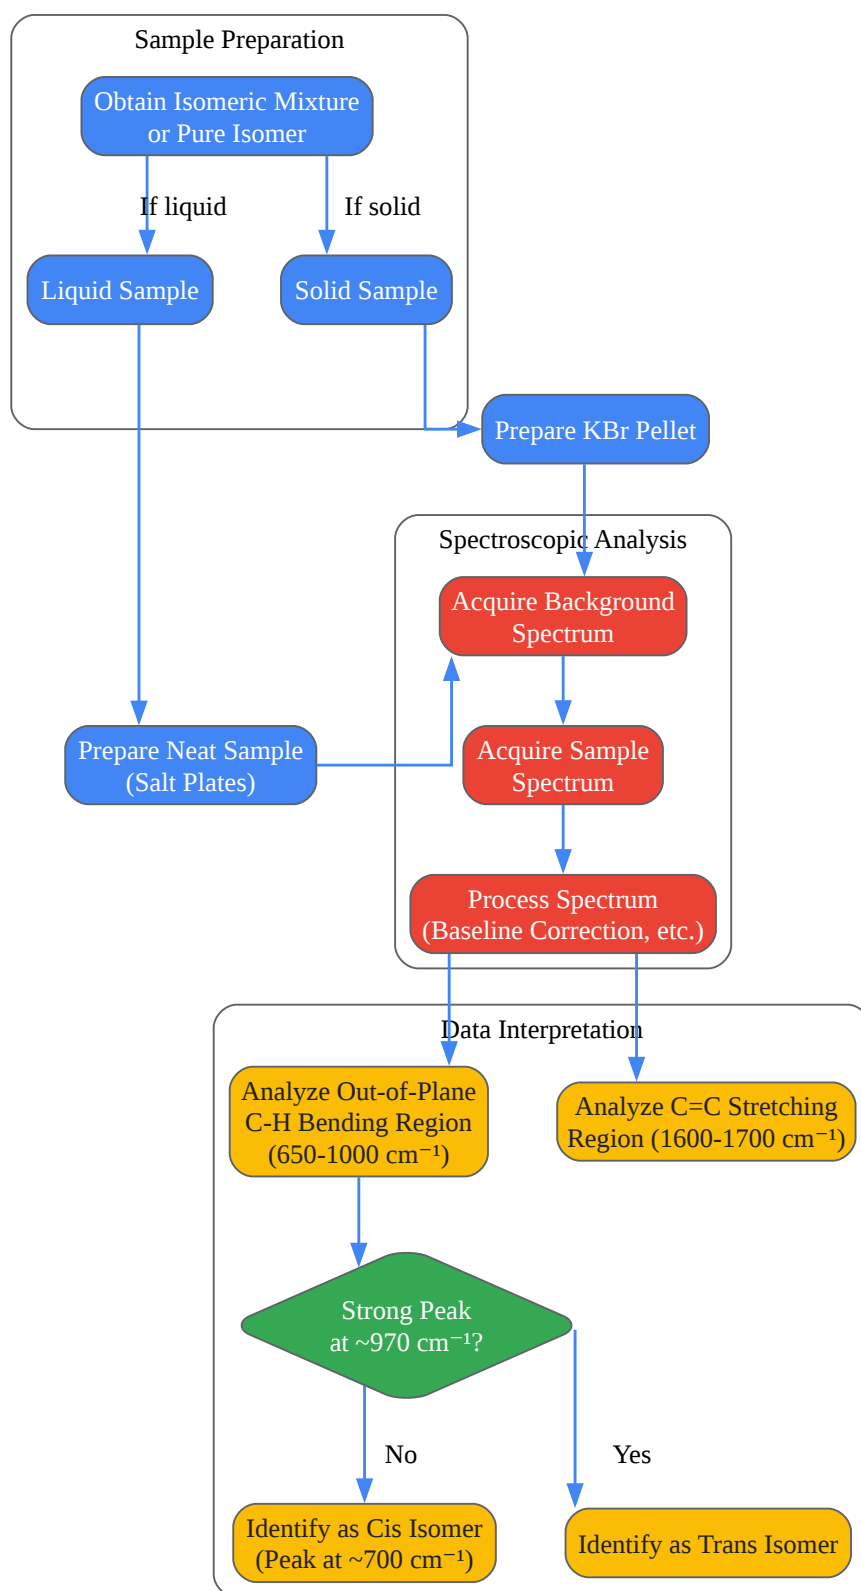 Sample Preparation
Obtain Isomeric Mixture
or Pure Isomer
If liquid
If solid
Liquid Sample
Solid Sample
Prepare KBr Pellet
Spectroscopic Analysis
Acquire Background
Spectrum
Prepare Neat Sample
(Salt Plates)
Acquire Sample
Spectrum
Process Spectrum
(Baseline Correction, etc.)
Data Interpretation
Analyze Out-of-Plane
C-H Bending Region
(650-1000 cm⁻¹)
Analyze C=C Stretching
Region (1600-1700 cm⁻¹)
Strong Peak
at ~970 cm⁻¹?
No
Yes
Identify as Cis Isomer
(Peak at ~700 cm⁻¹)
Identify as Trans Isomer